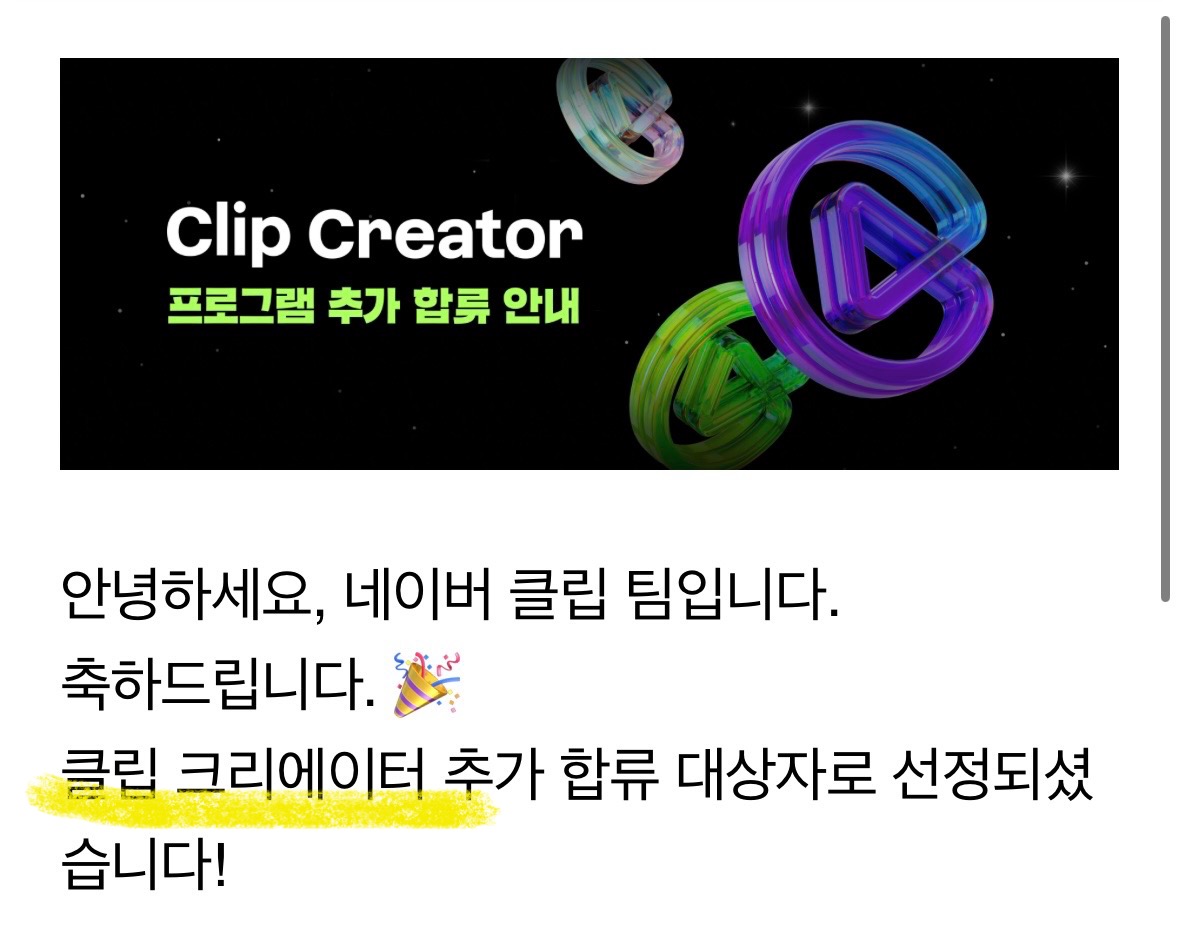 Clip Creator
프로그램 추가 합류 안내
안녕하세요, 네이버 클립 팀입니다.
축하드립니다. 🎉
클립 크리에이터 추가 합류 대상자로 선정되셨
습니다!